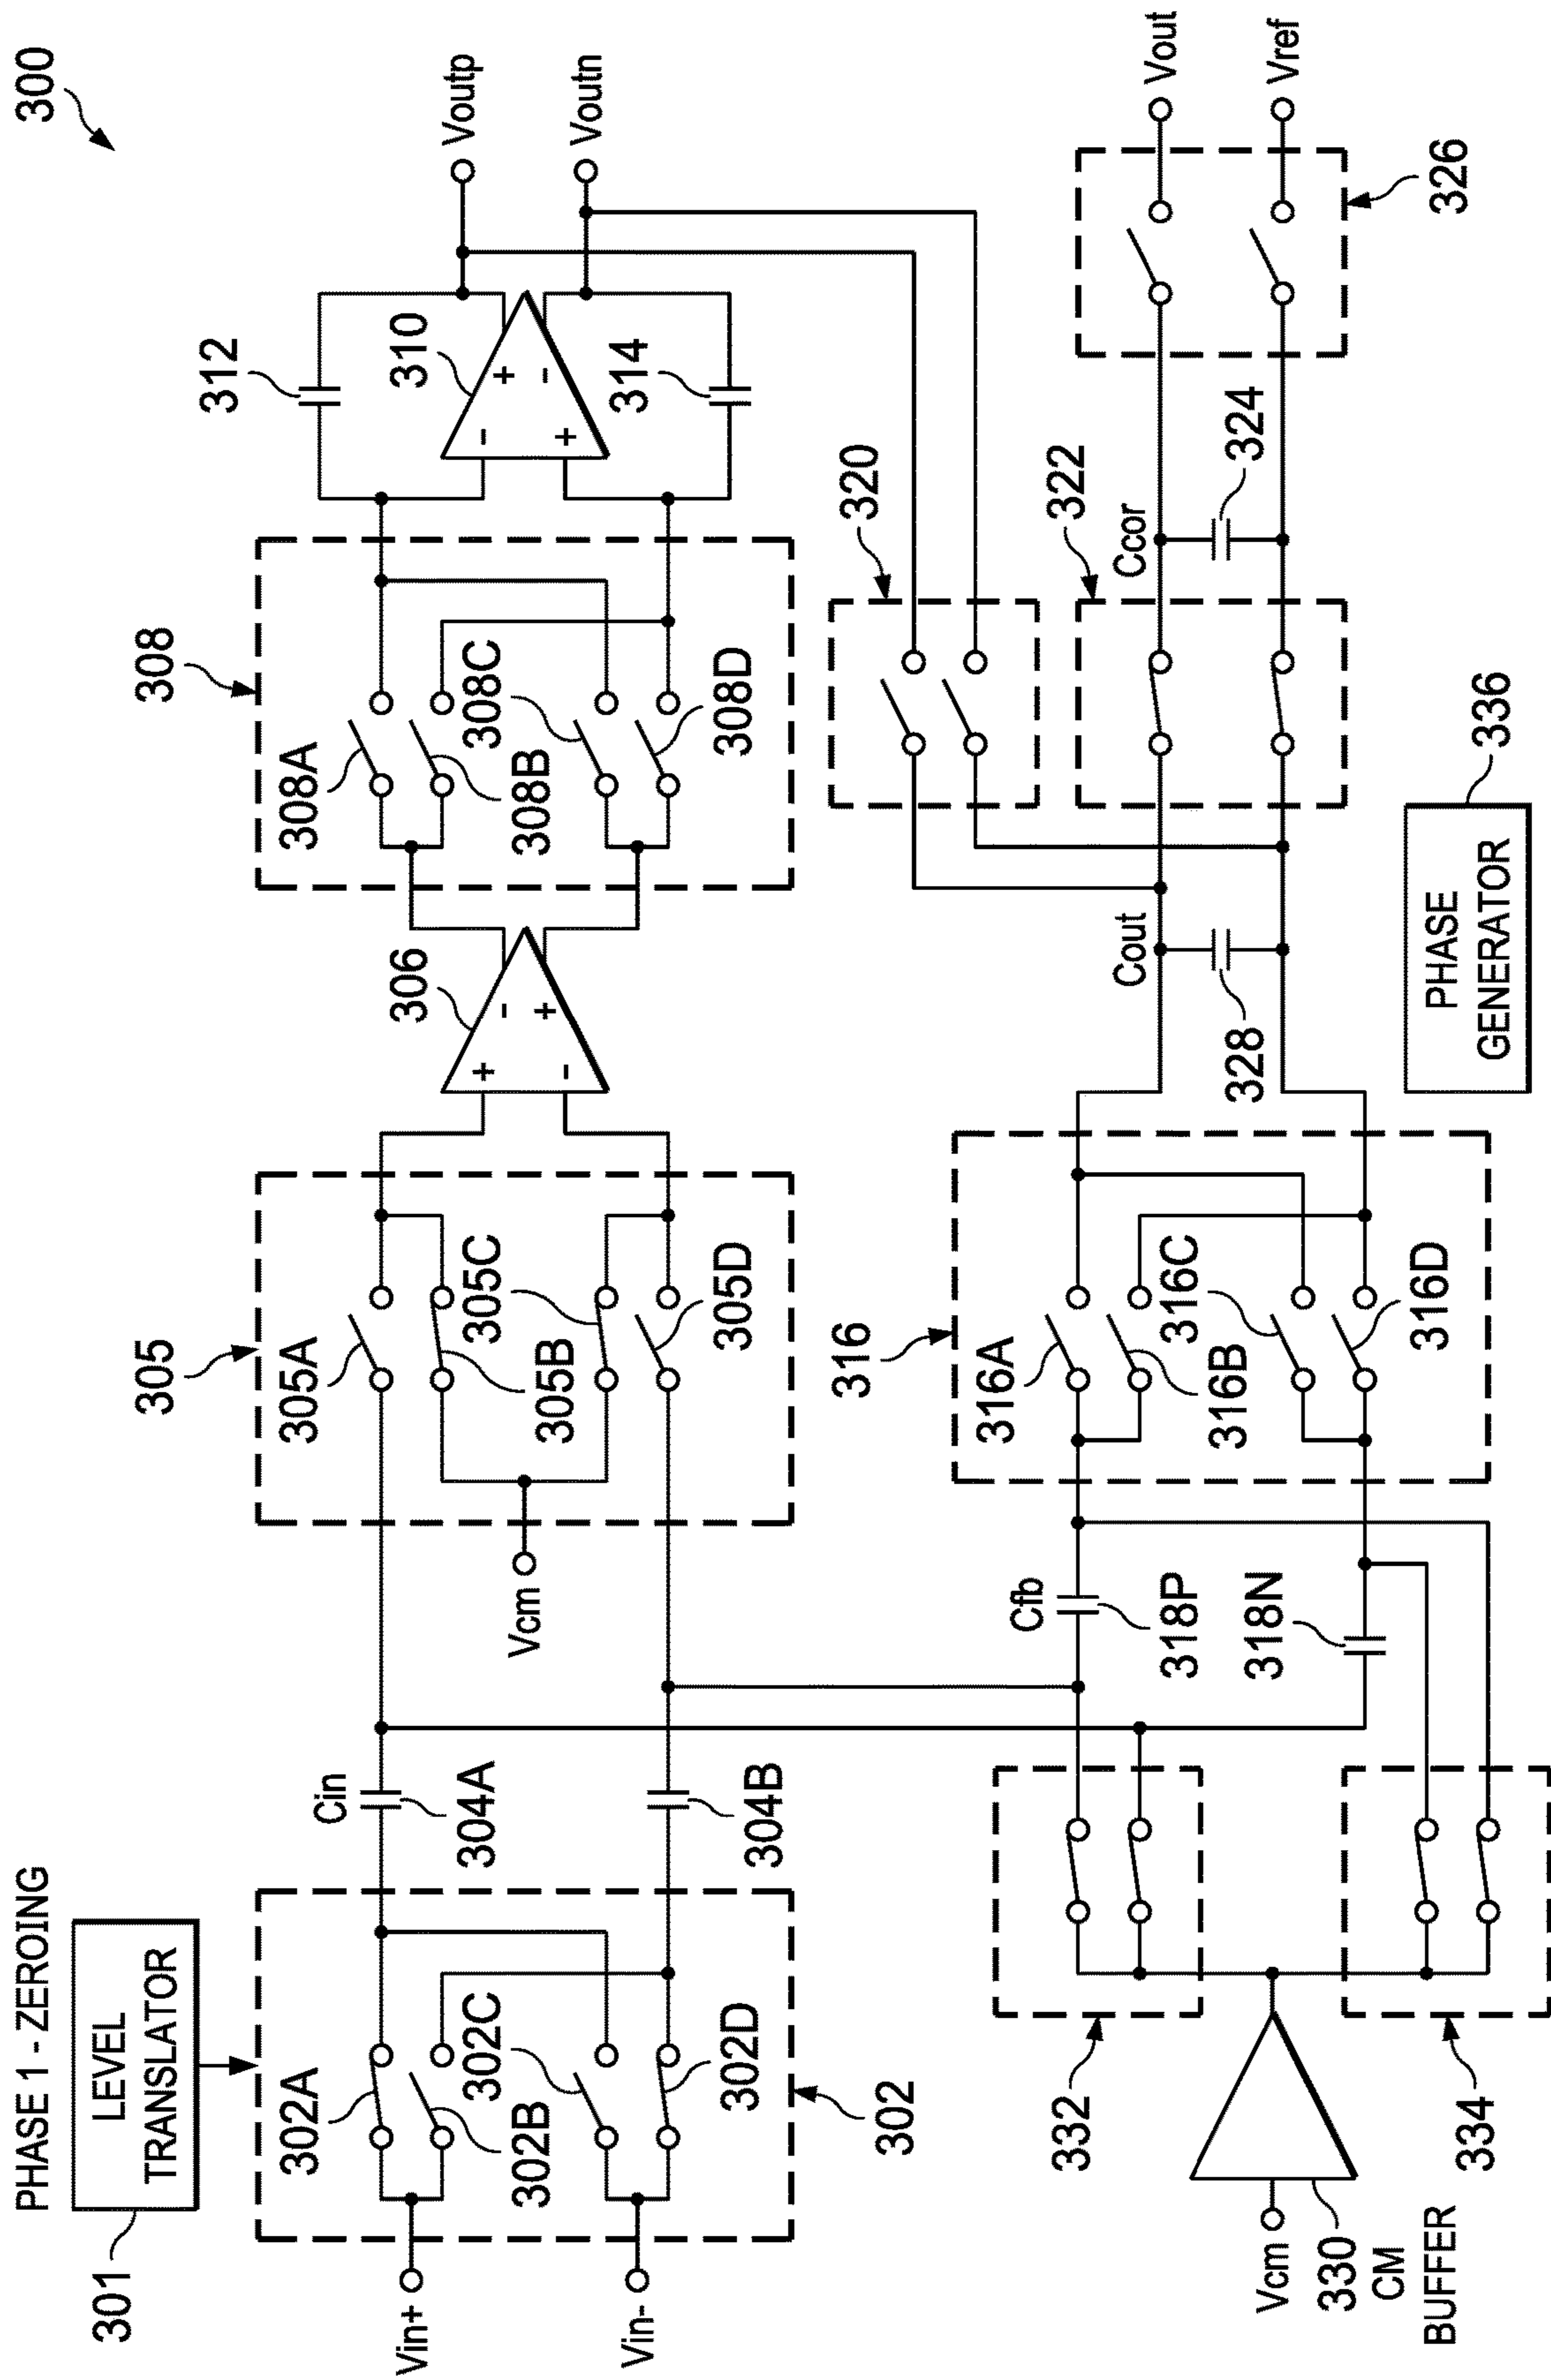 300
PHASE 1 - ZEROING
301
LEVEL
TRANSLATOR
Vin+
Vin-
302
302A
302B
302C
302D
Cin
304A
304B
305
305A
305B
305C
305D
Vcm
306
+
-
-
+
308
308A
308B
308C
308D
310
-
+
+
-
312
314
Voutp
Voutn
Vcm
330
CM
BUFFER
332
334
Cfb
318P
318N
316
316A
316B
316C
316D
Cout
328
320
322
Ccor
324
326
Vout
Vref
PHASE
GENERATOR
336